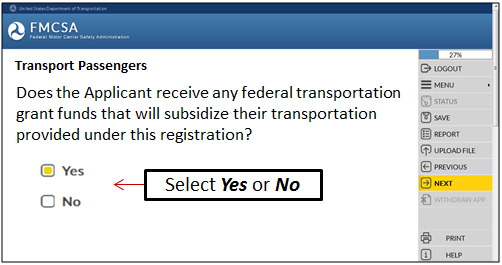 United States Department of Transportation
FMCSA
Federal Motor Carrier Safety Administration
27%
Transport Passengers
Does the Applicant receive any federal transportation
grant funds that will subsidize their transportation
provided under this registration?
Yes
No
Select Yes or No
LOGOUT
MENU
STATUS
SAVE
REPORT
UPLOAD FILE
PREVIOUS
NEXT
WITHDRAW APP
PRINT
HELP